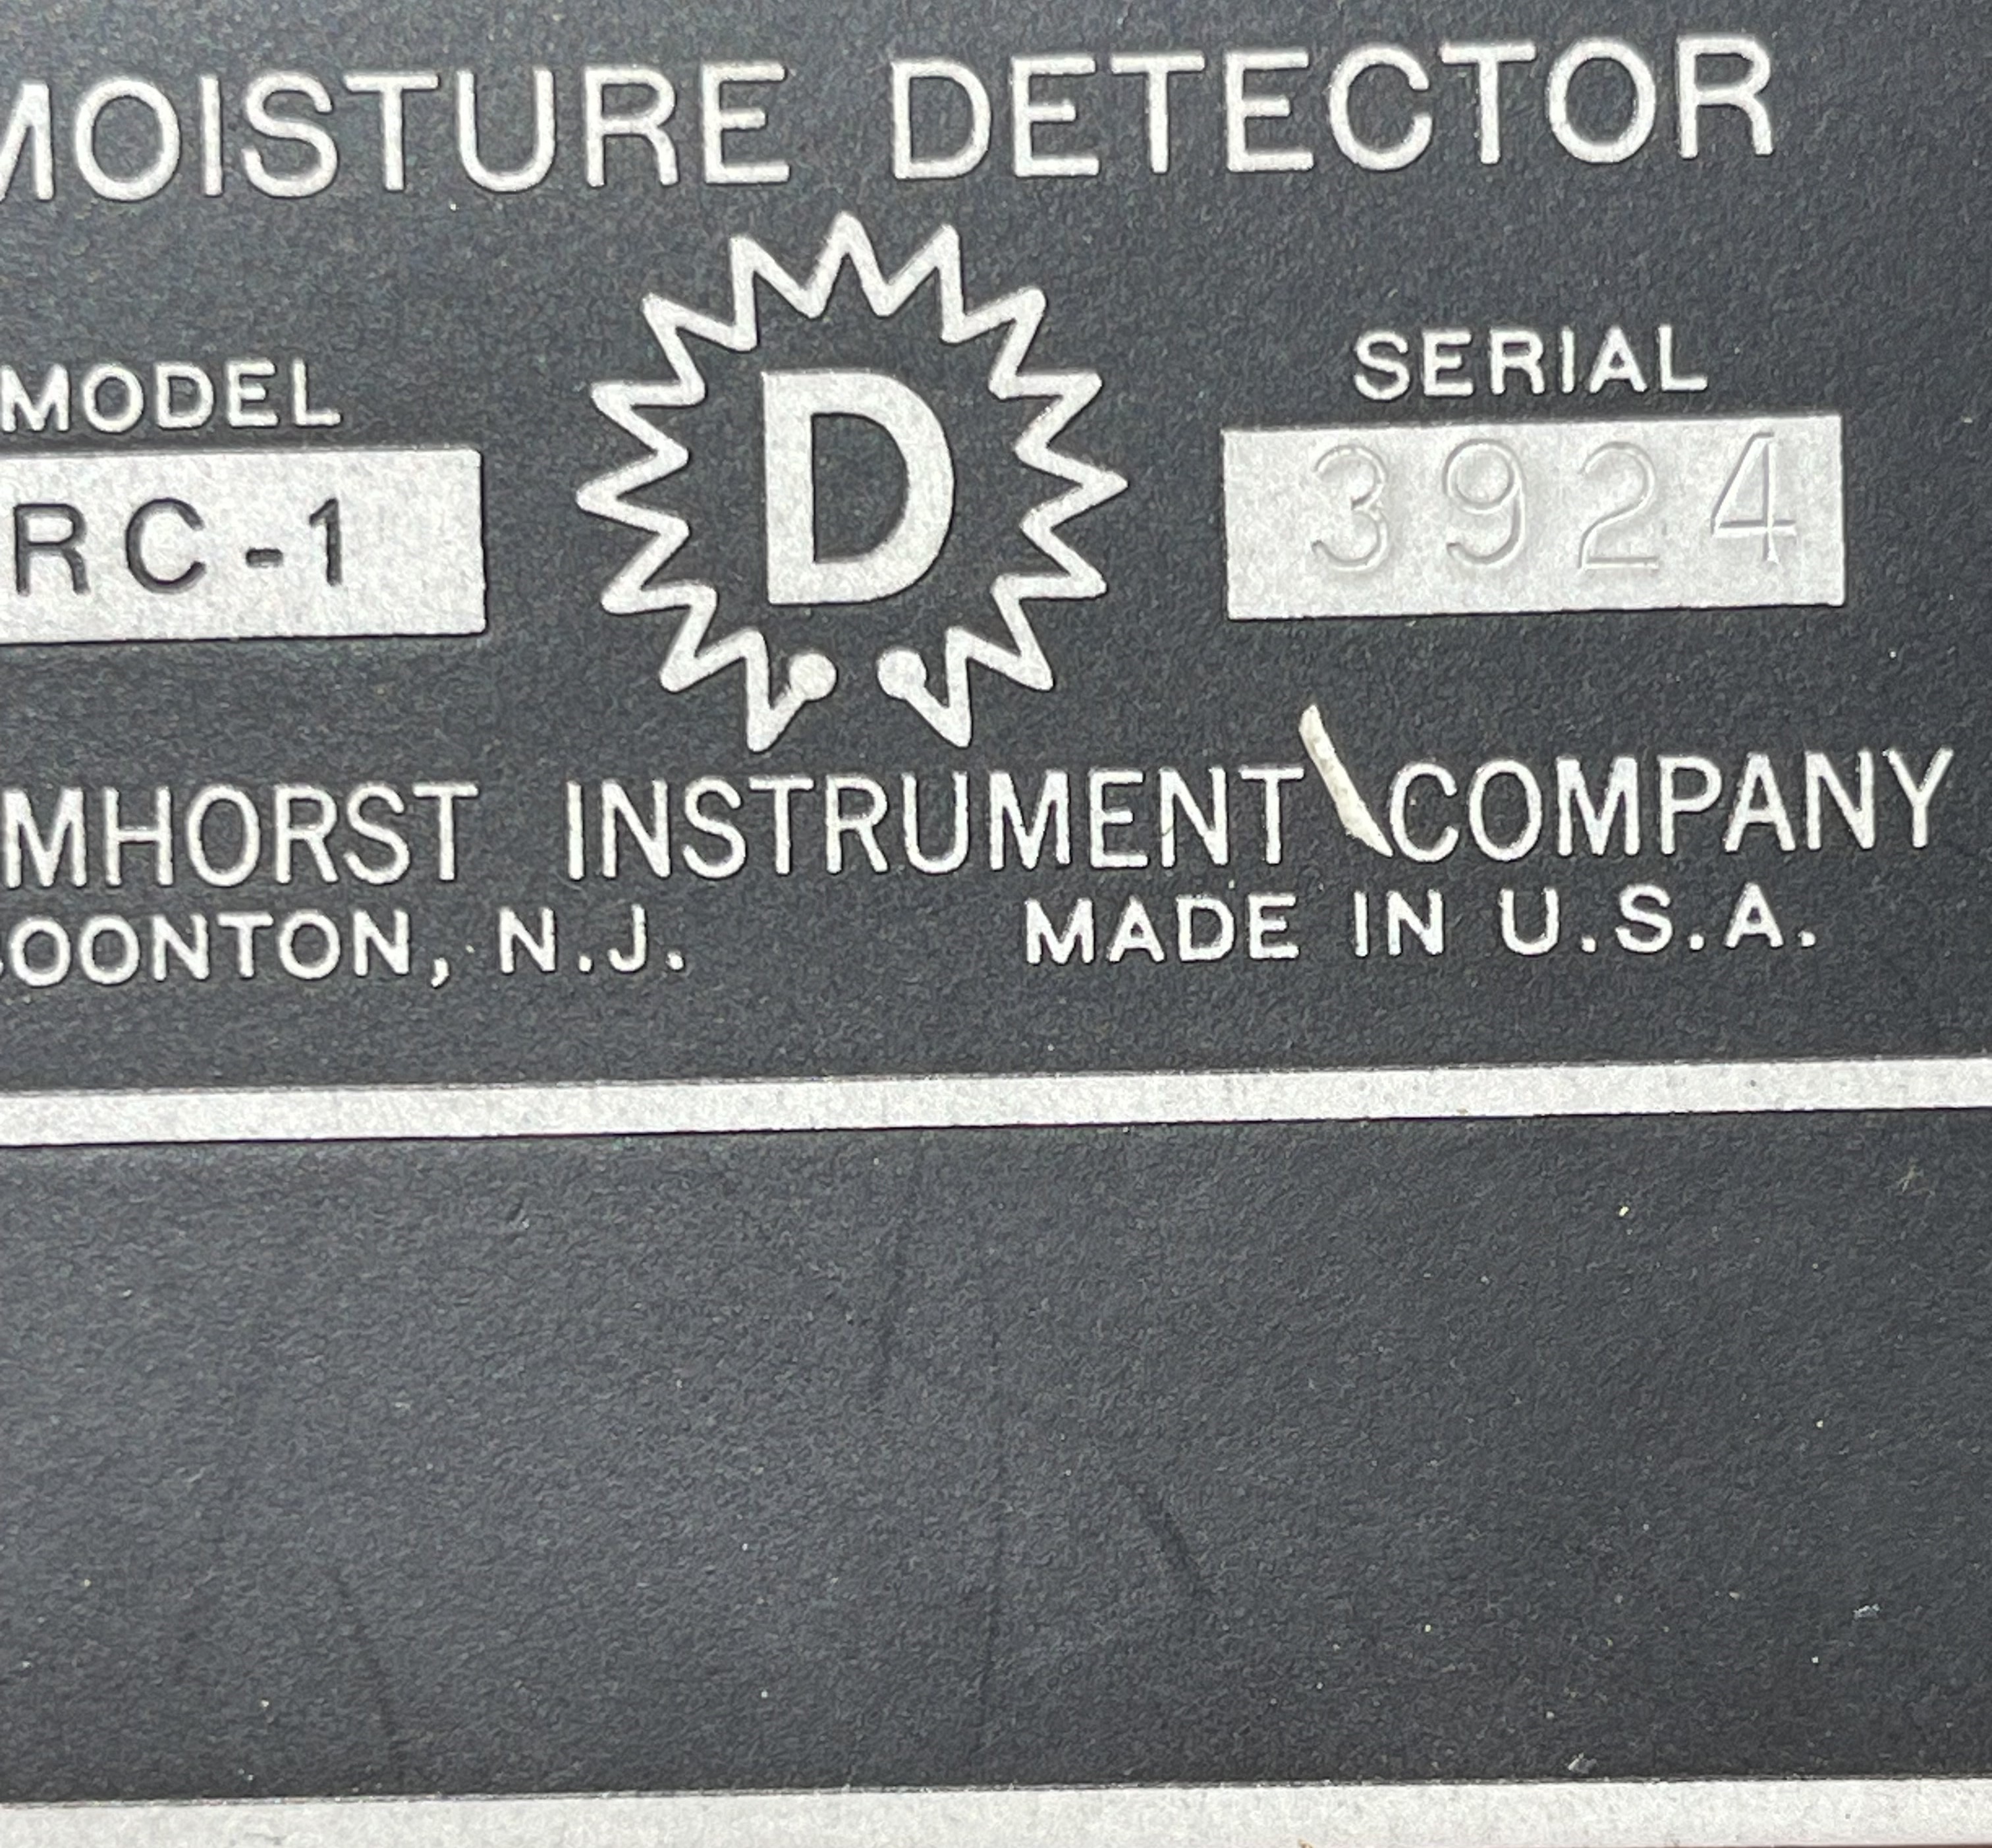 MOISTURE DETECTOR
MODEL
RC-1
D
SERIAL
3924
MHORST INSTRUMENT COMPANY
OONTON, N.J. MADE IN U.S.A.